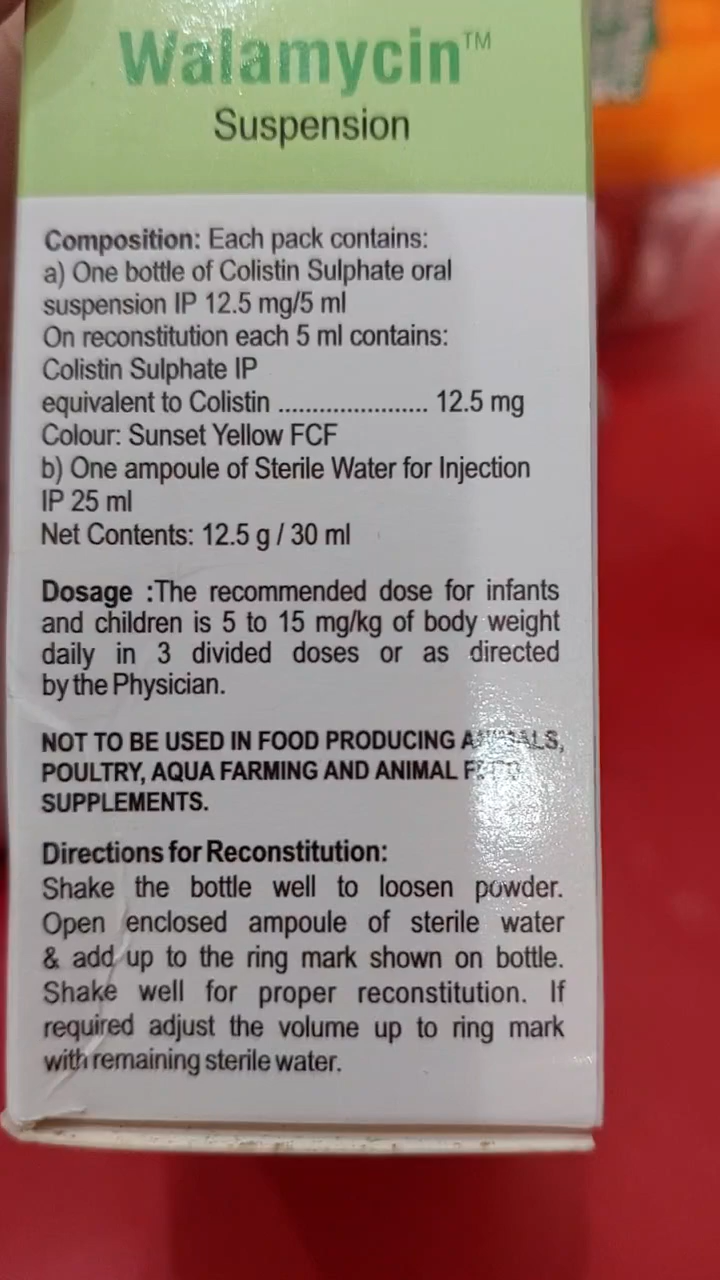 Walamycin™
Suspension
Composition: Each pack contains:
a) One bottle of Colistin Sulphate oral
suspension IP 12.5 mg/5 ml
On reconstitution each 5 ml contains:
Colistin Sulphate IP
equivalent to Colistin ...................... 12.5 mg
Colour: Sunset Yellow FCF
b) One ampoule of Sterile Water for Injection
IP 25 ml
Net Contents: 12.5 g / 30 ml
Dosage :The recommended dose for infants
and children is 5 to 15 mg/kg of body weight
daily in 3 divided doses or as directed
by the Physician.
NOT TO BE USED IN FOOD PRODUCING ANIMALS,
POULTRY, AQUA FARMING AND ANIMAL
SUPPLEMENTS.
Directions for Reconstitution:
Shake the bottle well to loosen powder.
Open enclosed ampoule of sterile water
& add up to the ring mark shown on bottle.
Shake well for proper reconstitution. If
required adjust the volume up to ring mark
with remaining sterile water.